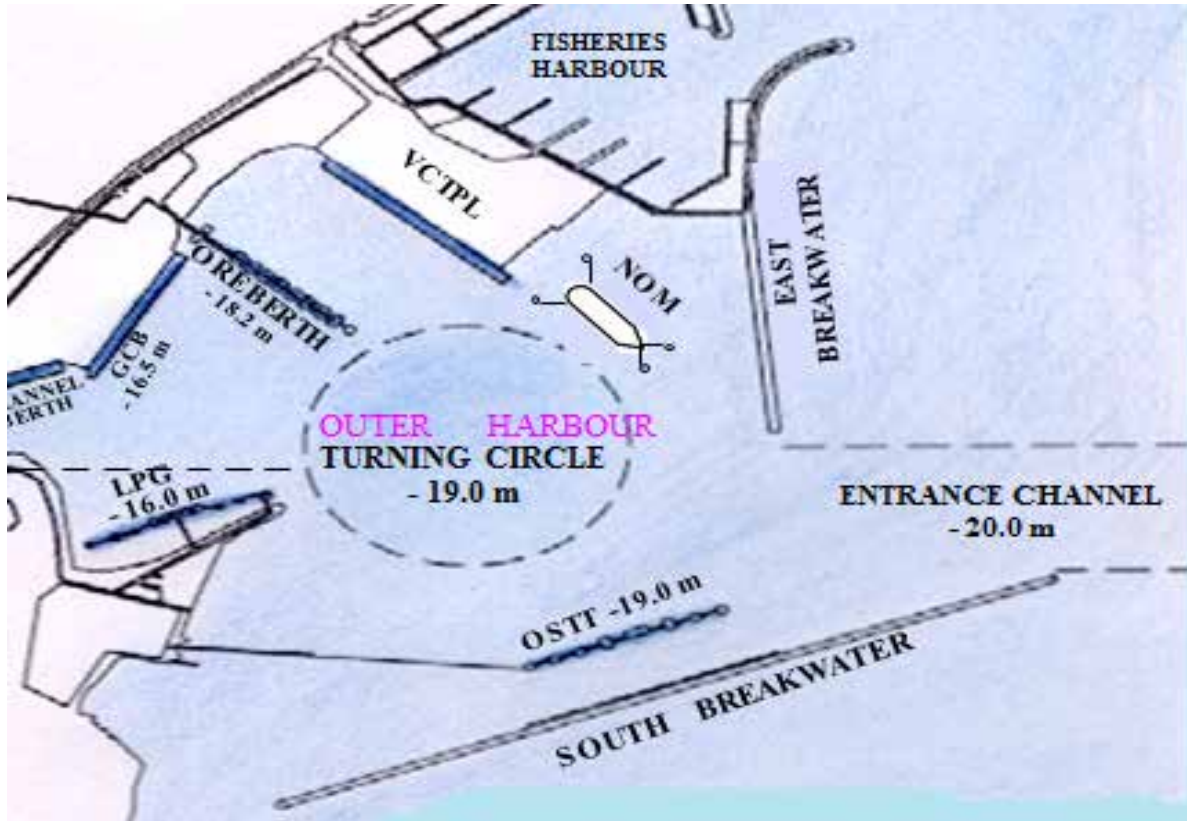 FISHERIES
HARBOUR
VCTPL
EAST
BREAKWATER
NOM
OREBERTH
- 18.2 m
GCB
-16.5 m
ANNEL
BERTH
OUTER HARBOUR
TURNING CIRCLE
- 19.0 m
LPG
- 16.0 m
ENTRANCE CHANNEL
- 20.0 m
OSTT -19.0 m
SOUTH BREAKWATER